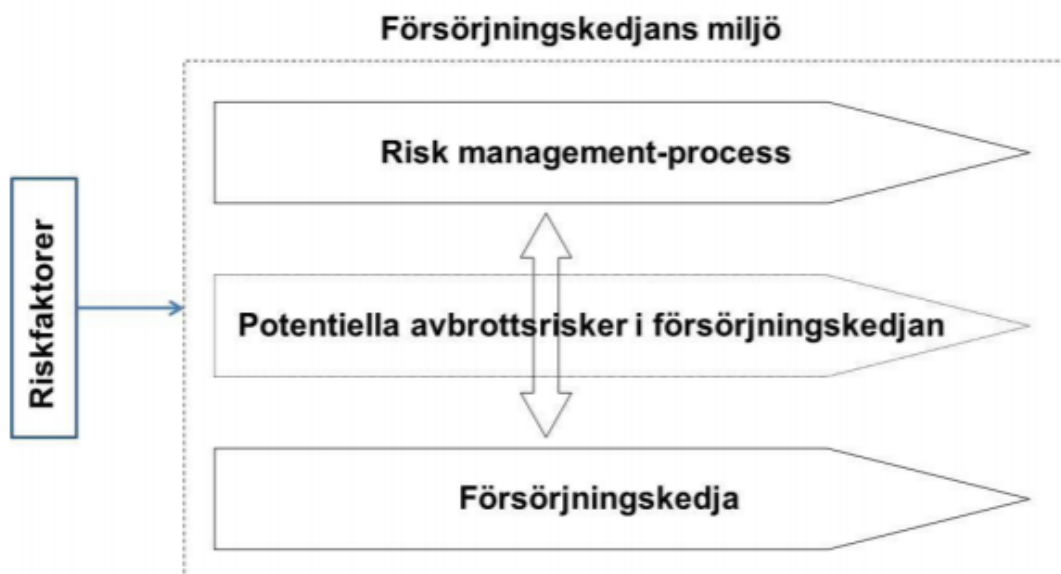 Försörjningskedjans miljö
Risk management-process
Riskfaktorer
Potentiella avbrottsrisker i försörjningskedjan
Försörjningskedja